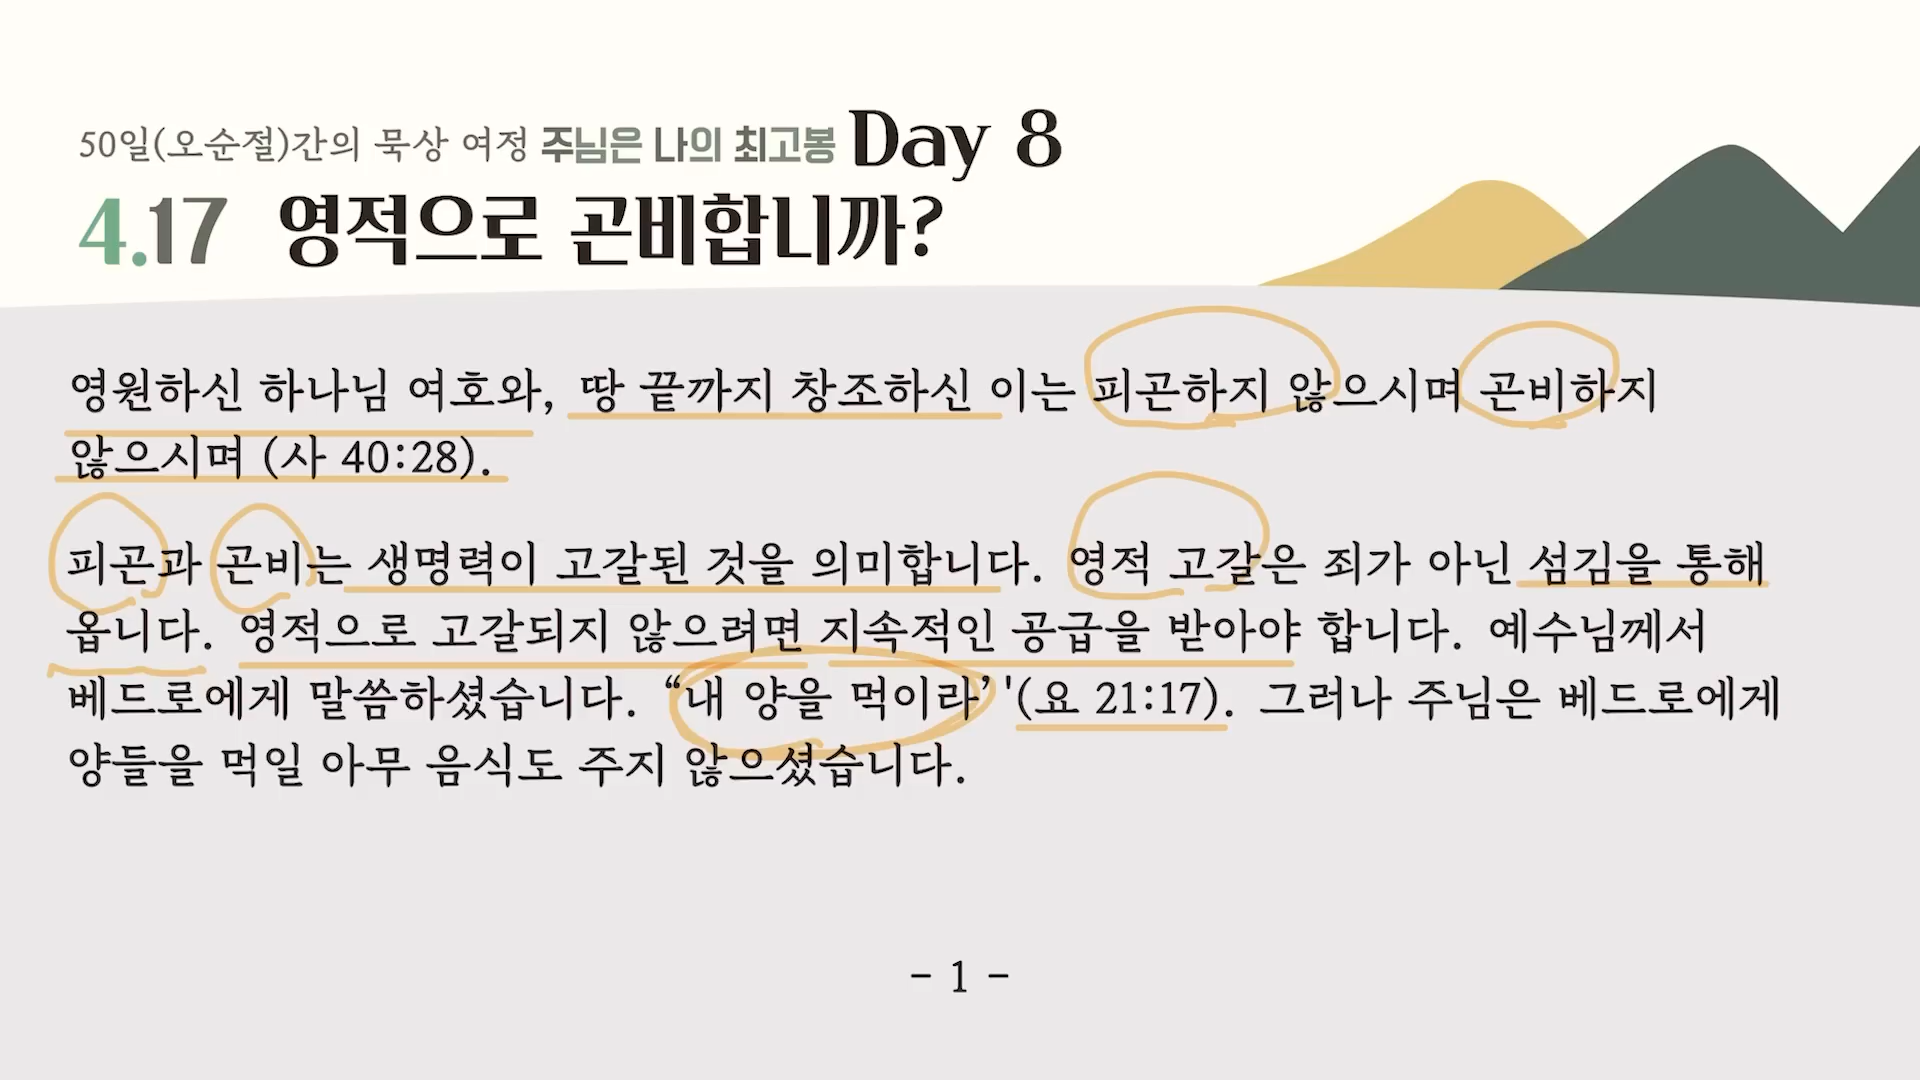 50일(오순절)간의 묵상 여정 주님은 나의 최고봉 Day 8
4.17 영적으로 곤비합니까?
영원하신 하나님 여호와, 땅 끝까지 창조하신 이는 피곤하지 않으시며 곤비하지
않으시며 (사 40:28).
피곤과 곤비는 생명력이 고갈된 것을 의미합니다. 영적 고갈은 죄가 아닌 섬김을 통해
옵니다. 영적으로 고갈되지 않으려면 지속적인 공급을 받아야 합니다. 예수님께서
베드로에게 말씀하셨습니다. “내 양을 먹이라’'(요 21:17). 그러나 주님은 베드로에게
양들을 먹일 아무 음식도 주지 않으셨습니다.
- 1 -